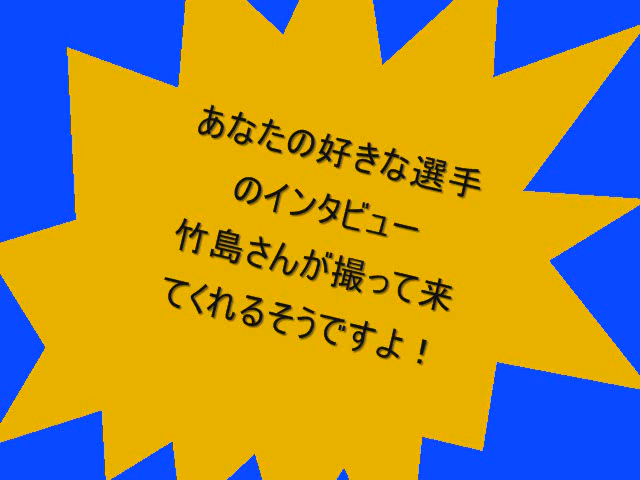 あなたの好きな選手
のインタビュー
竹島さんが撮って来
てくれるそうですよ！